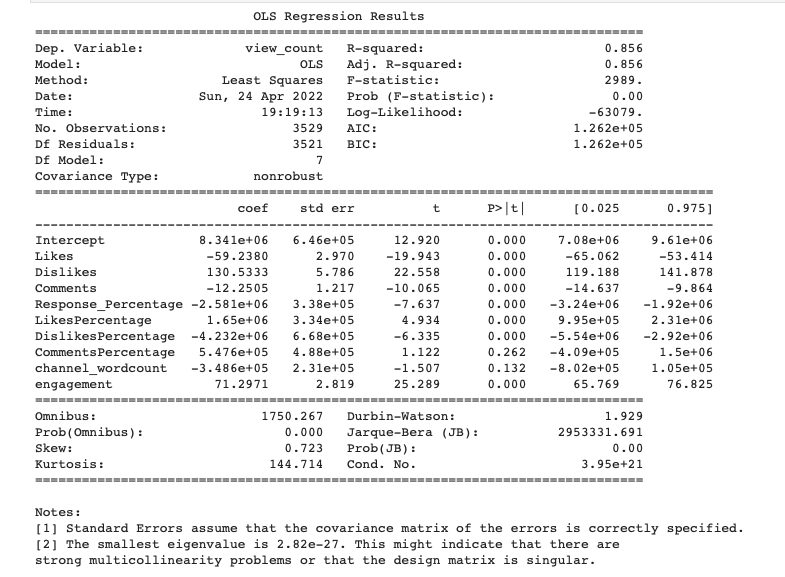 OLS Regression Results
==============================================================================
Dep. Variable: view_count R-squared: 0.856
Model: OLS Adj. R-squared: 0.856
Method: Least Squares F-statistic: 2989.
Date: Sun, 24 Apr 2022 Prob (F-statistic): 0.00
Time: 19:19:13 Log-Likelihood: -63079.
No. Observations: 3529 AIC: 1.262e+05
Df Residuals: 3521 BIC: 1.262e+05
Df Model: 7
Covariance Type: nonrobust
=======================================================================================
coef std err t P>|t| [0.025 0.975]
---------------------------------------------------------------------------------------
Intercept 8.341e+06 6.46e+05 12.920 0.000 7.08e+06 9.61e+06
Likes -59.2380 2.970 -19.943 0.000 -65.062 -53.414
Dislikes 130.5333 5.786 22.558 0.000 119.188 141.878
Comments -12.2505 1.217 -10.065 0.000 -14.637 -9.864
Response_Percentage -2.581e+06 3.38e+05 -7.637 0.000 -3.24e+06 -1.92e+06
LikesPercentage 1.65e+06 3.34e+05 4.934 0.000 9.95e+05 2.31e+06
DislikesPercentage -4.232e+06 6.68e+05 -6.335 0.000 -5.54e+06 -2.92e+06
CommentsPercentage 5.476e+05 4.88e+05 1.122 0.262 -4.09e+05 1.5e+06
channel_wordcount -3.486e+05 2.31e+05 -1.507 0.132 -8.02e+05 1.05e+05
engagement 71.2971 2.819 25.289 0.000 65.769 76.825
==============================================================================
Omnibus: 1750.267 Durbin-Watson: 1.929
Prob(Omnibus): 0.000 Jarque-Bera (JB): 2953331.691
Skew: 0.723 Prob(JB): 0.00
Kurtosis: 144.714 Cond. No. 3.95e+21
==============================================================================
Notes:
[1] Standard Errors assume that the covariance matrix of the errors is correctly specified.
[2] The smallest eigenvalue is 2.82e-27. This might indicate that there are
strong multicollinearity problems or that the design matrix is singular.